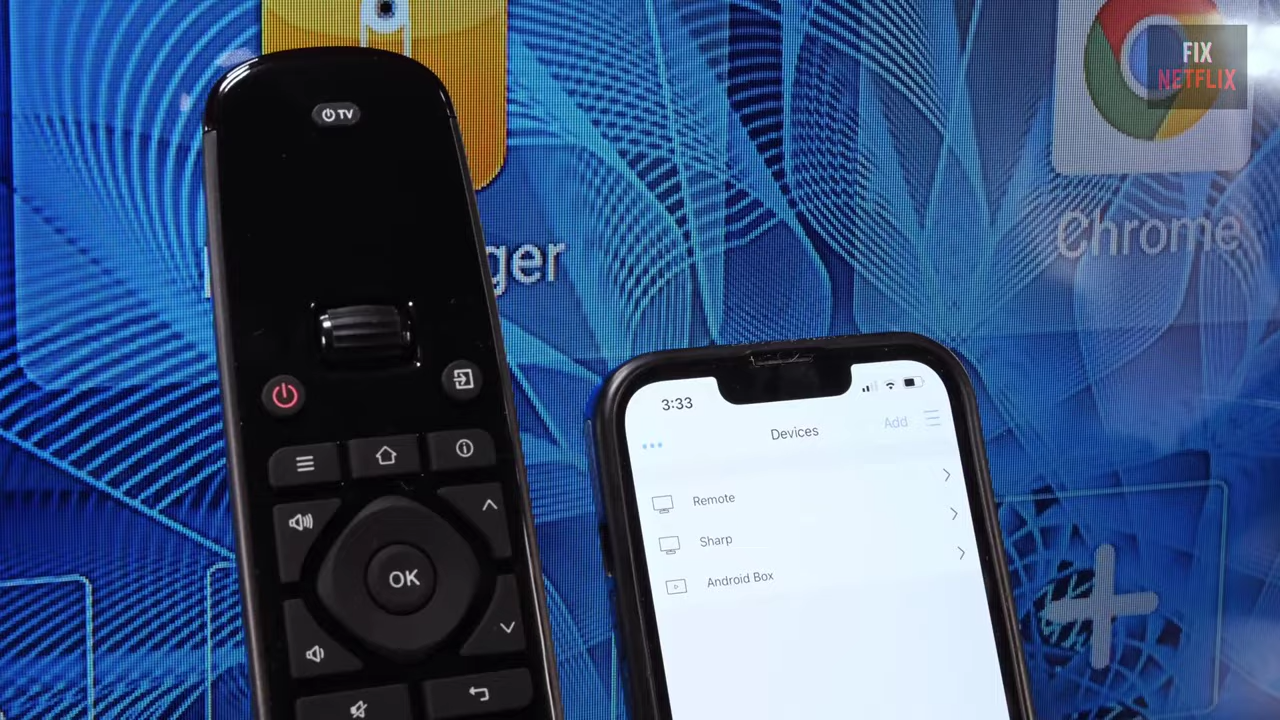 FIX
NETFLIX
TV
ger
Chrome
3:33
Add
Devices
Remote
Sharp
Android Box
OK